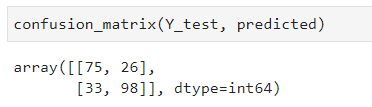 confusion_matrix(Y_test, predicted)
array([[75, 26],
       [33, 98]], dtype=int64)